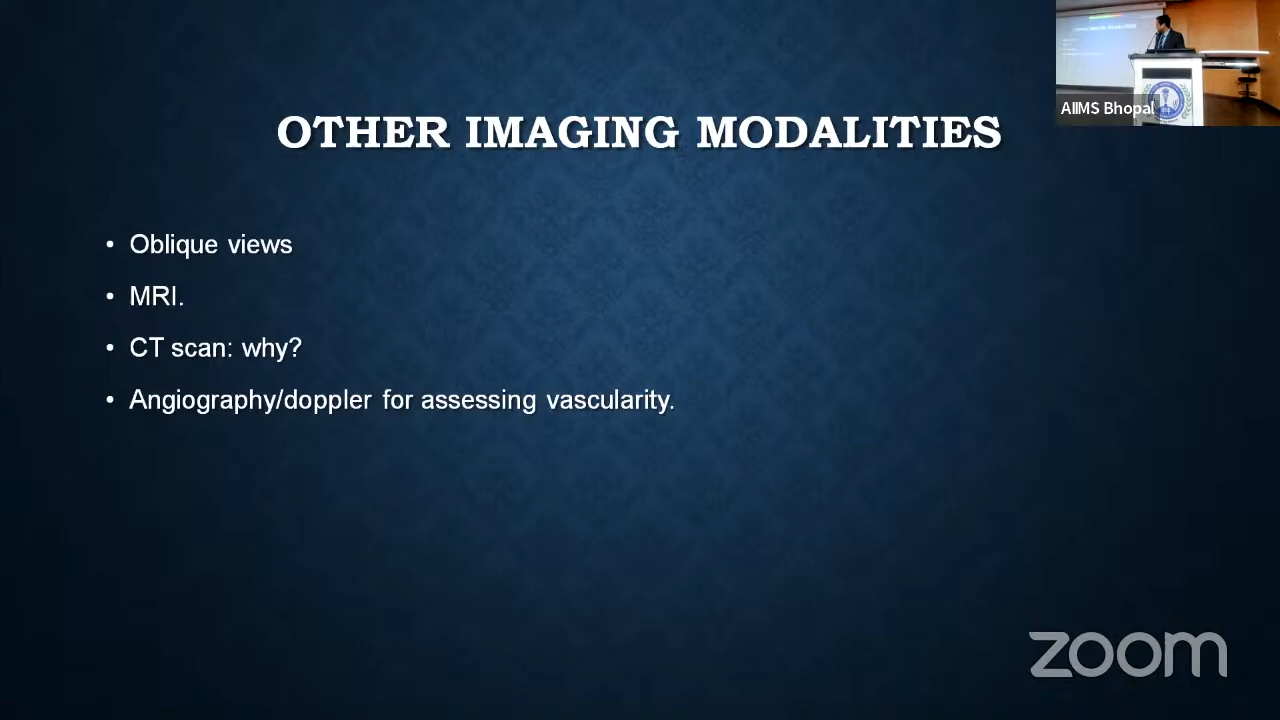 AIIMS Bhopal
OTHER IMAGING MODALITIES
• Oblique views
• MRI.
• CT scan: why?
• Angiography/doppler for assessing vascularity.
zoom